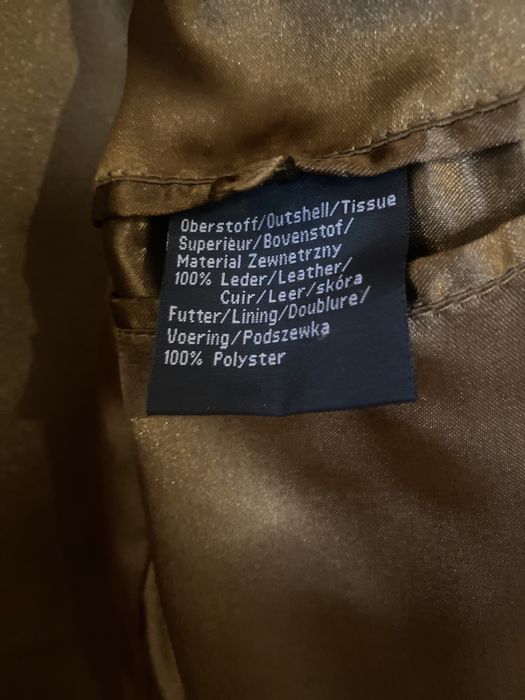 Oberstoff/Outshell/Tissue
Superieur/Bovenstof/
Material Zewnetrzny
100% Leder/Leather/
Cuir/Leer/skóra
Futter/Lining/Doublure/
Voering/Podszewka
100% Polyster